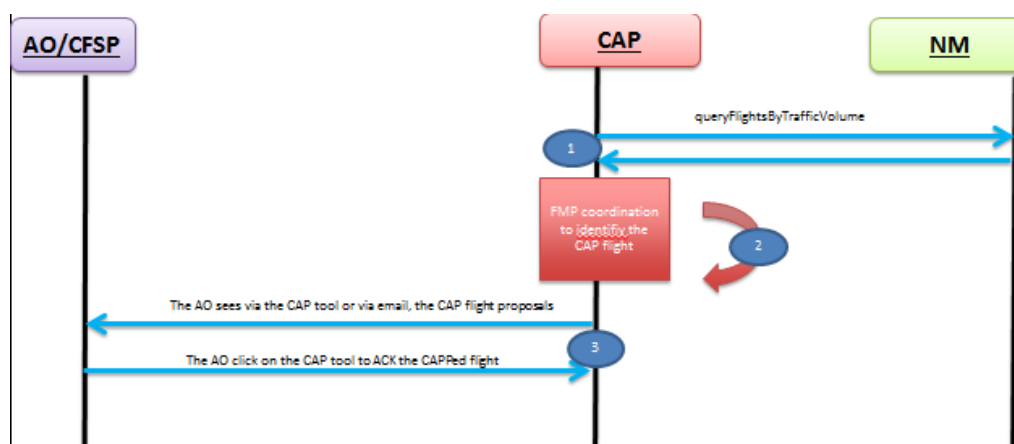 AO/CFSP
CAP
NM
queryFlightsByTrafficVolume
1
FMP coordination
to identifix the
CAP flight
2
The AO sees via the CAP tool or via email, the CAP flight proposals
3
The AO click on the CAP tool to ACK the CAPPed flight